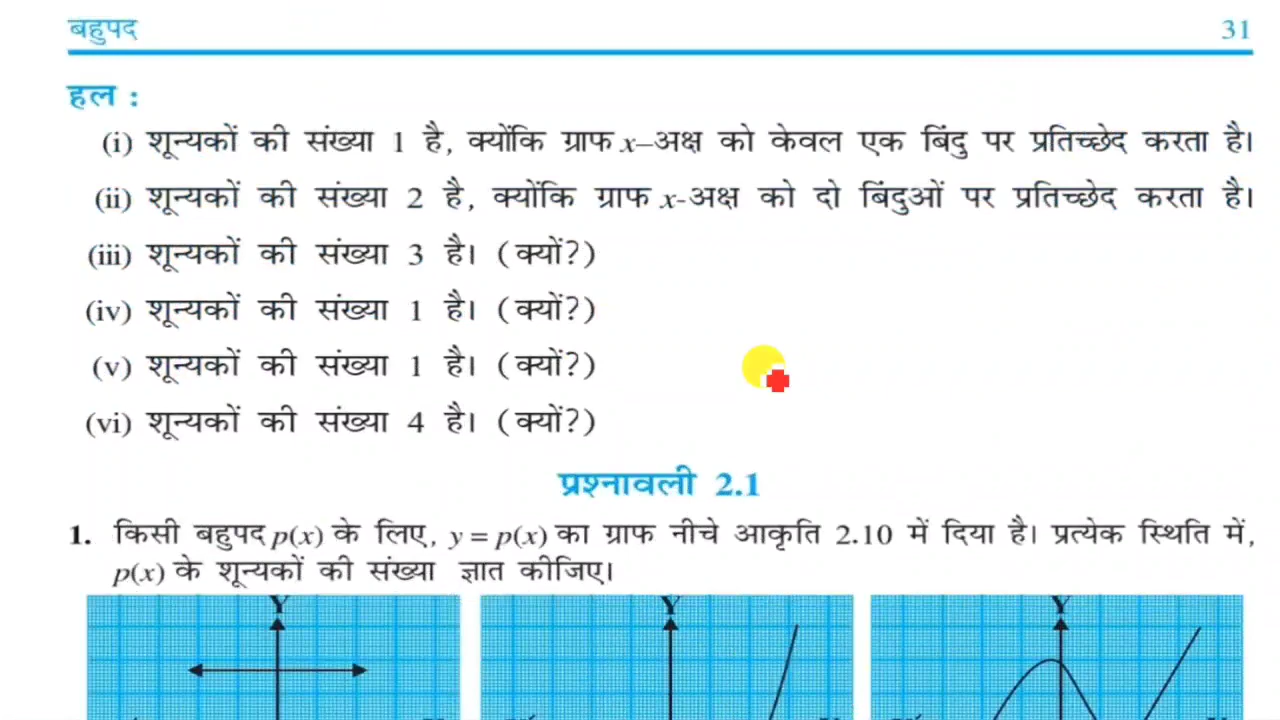 बहुपद 31
हल :
(i) शून्यकों की संख्या 1 है, क्योंकि ग्राफ x–अक्ष को केवल एक बिंदु पर प्रतिच्छेद करता है।
(ii) शून्यकों की संख्या 2 है, क्योंकि ग्राफ x-अक्ष को दो बिंदुओं पर प्रतिच्छेद करता है।
(iii) शून्यकों की संख्या 3 है। (क्यों?)
(iv) शून्यकों की संख्या 1 है। (क्यों?)
(v) शून्यकों की संख्या 1 है। (क्यों?)
(vi) शून्यकों की संख्या 4 है। (क्यों?)
प्रश्नावली 2.1
1. किसी बहुपद p(x) के लिए, y = p(x) का ग्राफ नीचे आकृति 2.10 में दिया है। प्रत्येक स्थिति में,
p(x) के शून्यकों की संख्या ज्ञात कीजिए।
Y Y Y